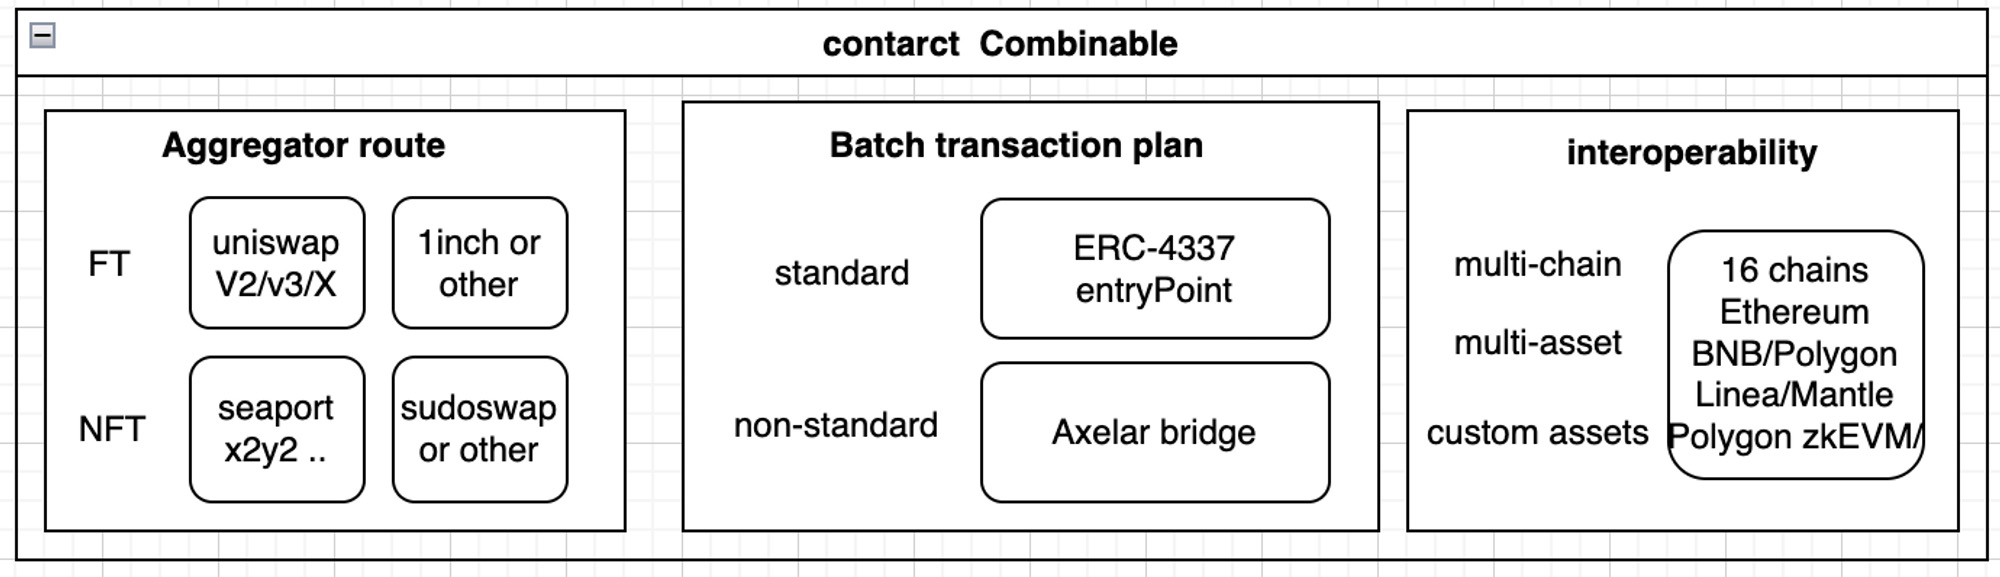 contarct  Combinable
Aggregator route
FT
uniswap
V2/v3/X
1inch or
other
NFT
seaport
x2y2 ..
sudoswap
or other
Batch transaction plan
standard
ERC-4337
entryPoint
non-standard
Axelar bridge
interoperability
multi-chain
multi-asset
custom assets
16 chains
Ethereum
BNB/Polygon
Linea/Mantle
Polygon zkEVM/